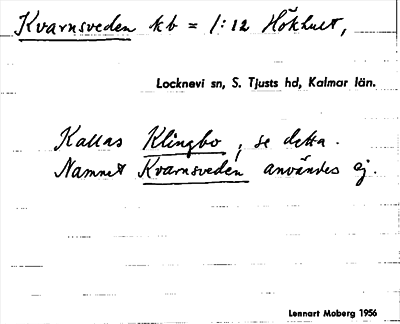 Kvarnsveden kb = 1:12 Hökhult,
Locknevi sn, S. Tjusts hd, Kalmar län.
Kallas Klingbo, se detta.
Namnet Kvarnsveden användes ej.
Lennart Moberg 1956